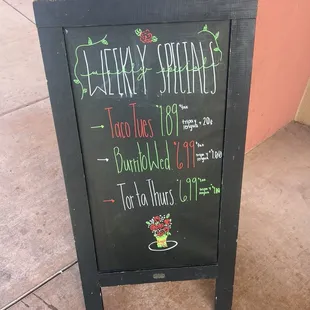 WEEKLY SPECIALS
→ Taco Tues $1.89
→ Burrito Wed $6.99
→ Torta Thurs $6.99